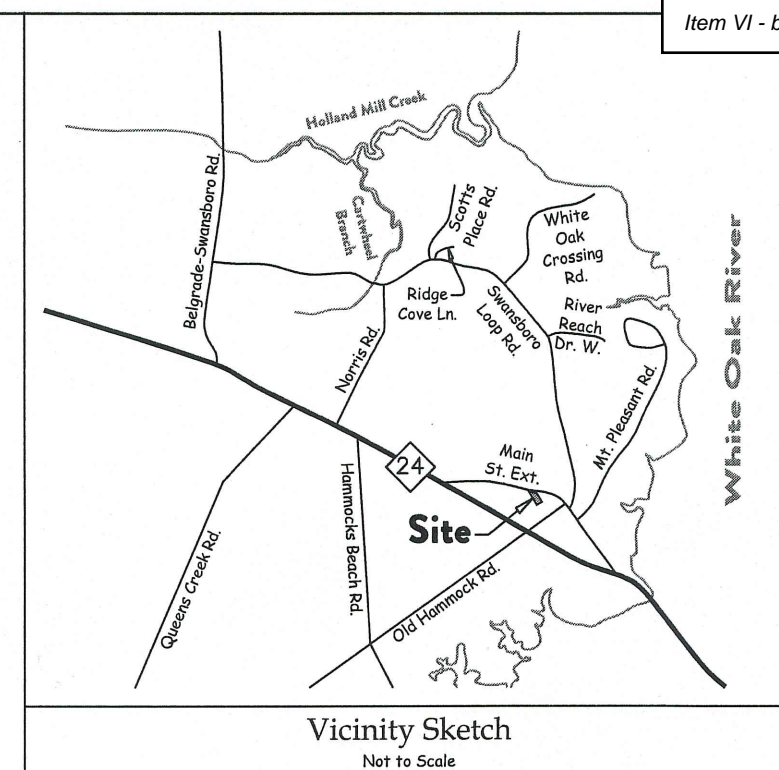 Item VI - b
Holland Mill Creek
Belgrade-Swansboro Rd.
Cartwheel
Branch
Scotts
Place Rd.
White
Oak
Crossing
Rd.
Ridge
Cove Ln.
Swansboro
Loop Rd.
River
Reach
Dr. W.
White Oak River
Norris Rd.
Mt. Pleasant Rd.
24
Main
St. Ext.
Site
Hammocks Beach Rd.
Queens Creek Rd.
Old Hammock Rd.
Vicinity Sketch
Not to Scale